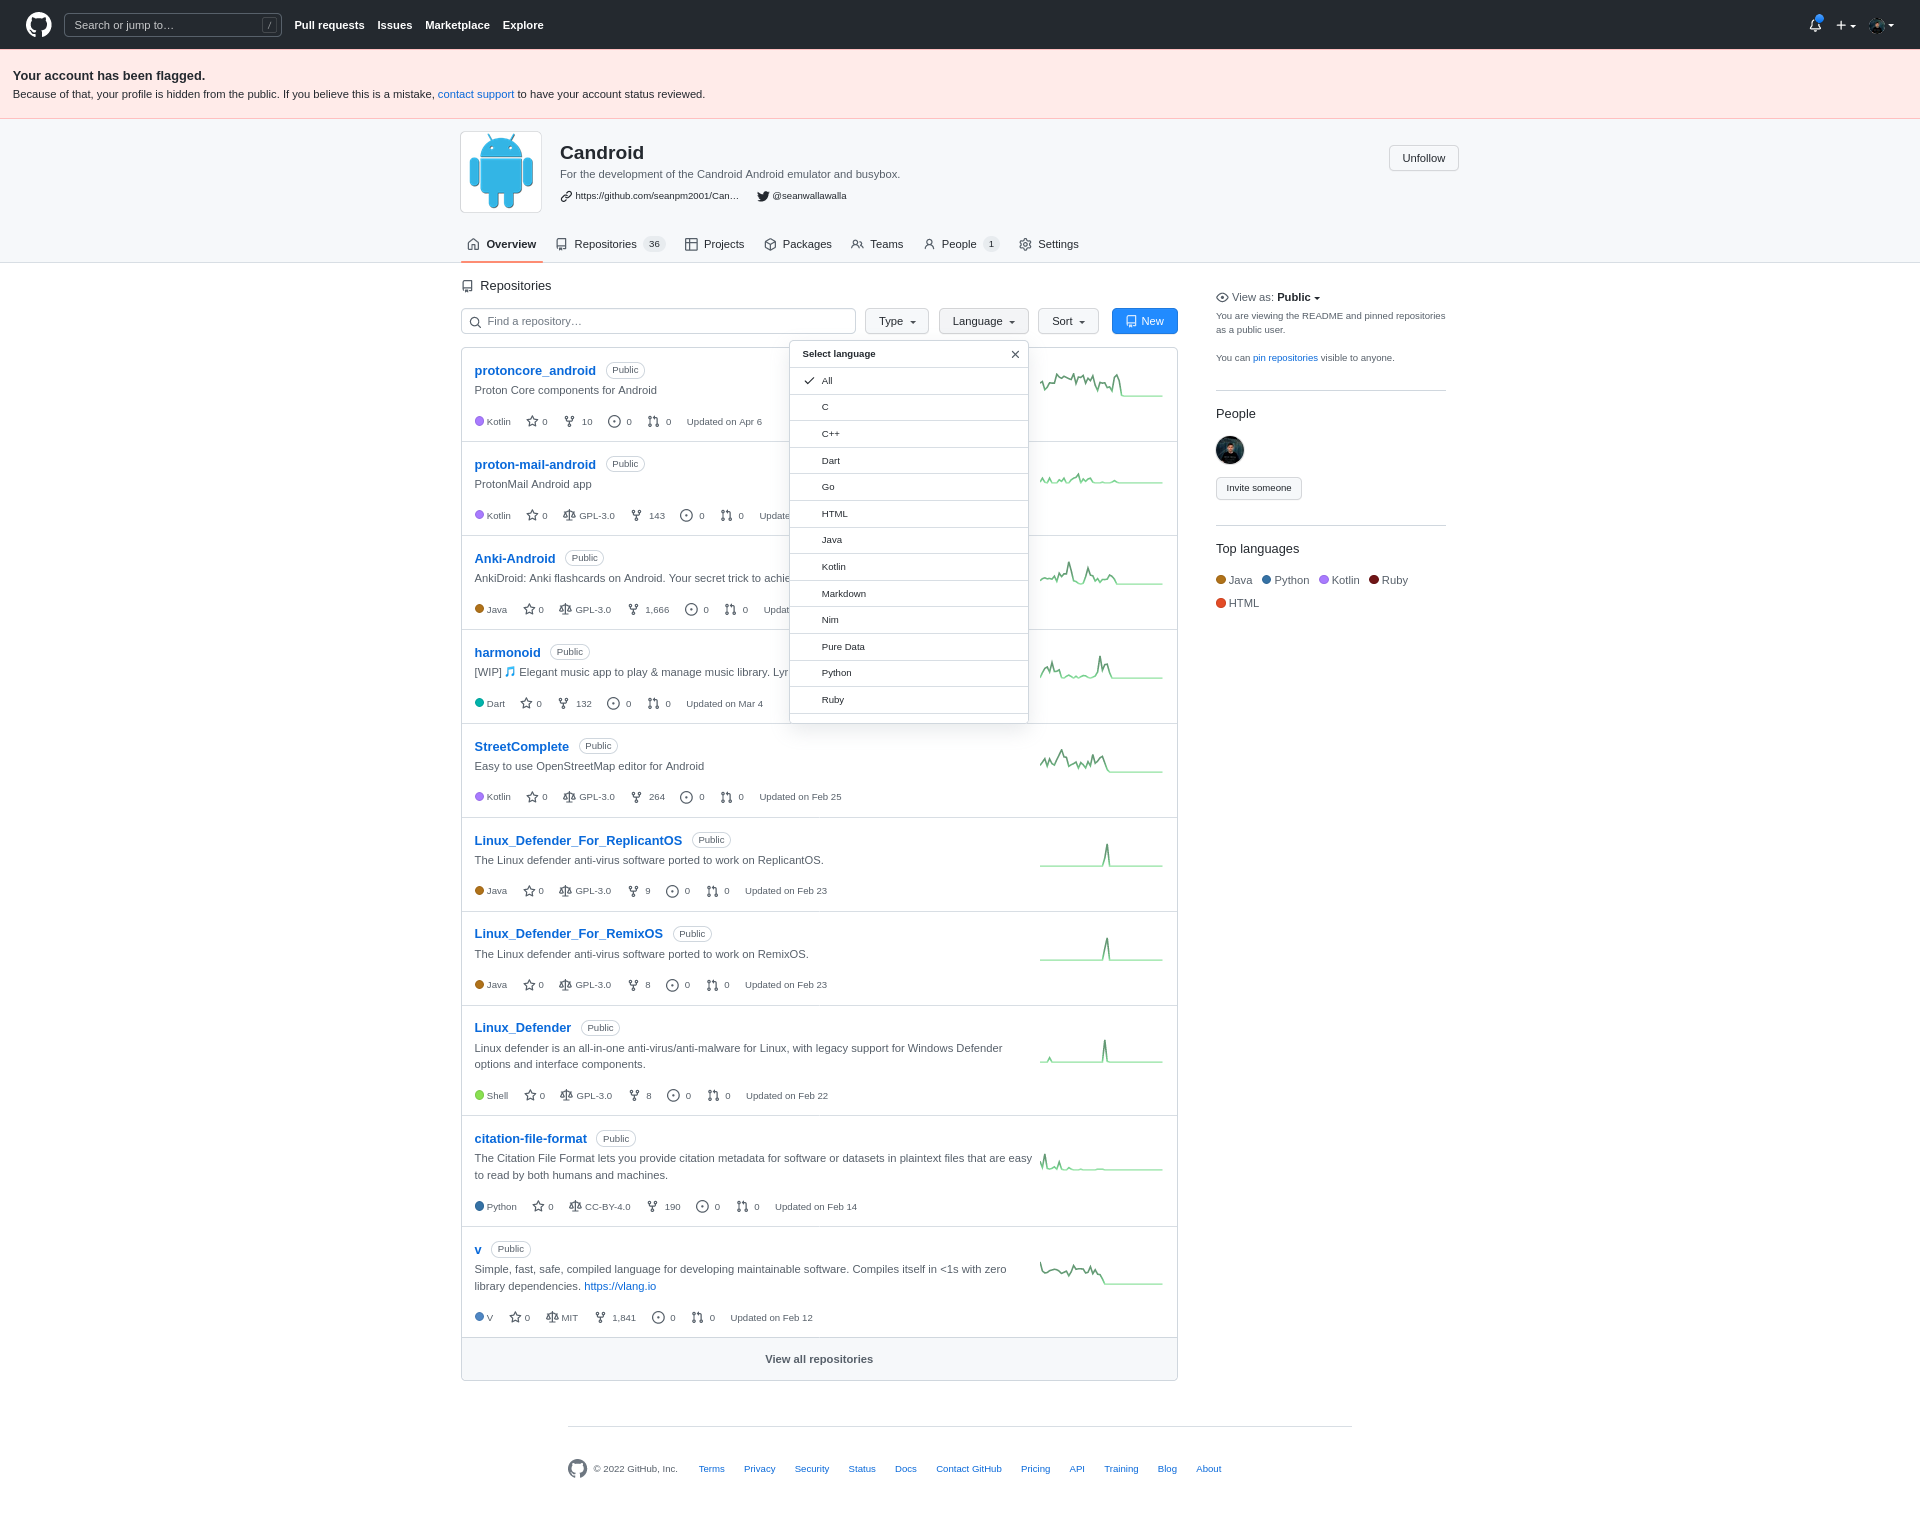 Search or jump to… /
Pull requests Issues Marketplace Explore
Your account has been flagged.
Because of that, your profile is hidden from the public. If you believe this is a mistake, contact support to have your account status reviewed.
Candroid
Unfollow
For the development of the Candroid Android emulator and busybox.
https://github.com/seanpm2001/Can… @seanwallawalla
Overview Repositories 36 Projects Packages Teams People 1 Settings
Repositories
Find a repository… Type Language Sort New
Select language
All
C
C++
Dart
Go
HTML
Java
Kotlin
Markdown
Nim
Pure Data
Python
Ruby
protoncore_android Public
Proton Core components for Android
Kotlin 0 10 0 0 Updated on Apr 6
proton-mail-android Public
ProtonMail Android app
Kotlin 0 GPL-3.0 143 0 0 Update
Anki-Android Public
AnkiDroid: Anki flashcards on Android. Your secret trick to achie
Java 0 GPL-3.0 1,666 0 0 Updat
harmonoid Public
[WIP] 🎵 Elegant music app to play & manage music library. Lyr
Dart 0 132 0 0 Updated on Mar 4
StreetComplete Public
Easy to use OpenStreetMap editor for Android
Kotlin 0 GPL-3.0 264 0 0 Updated on Feb 25
Linux_Defender_For_ReplicantOS Public
The Linux defender anti-virus software ported to work on ReplicantOS.
Java 0 GPL-3.0 9 0 0 Updated on Feb 23
Linux_Defender_For_RemixOS Public
The Linux defender anti-virus software ported to work on RemixOS.
Java 0 GPL-3.0 8 0 0 Updated on Feb 23
Linux_Defender Public
Linux defender is an all-in-one anti-virus/anti-malware for Linux, with legacy support for Windows Defender
options and interface components.
Shell 0 GPL-3.0 8 0 0 Updated on Feb 22
citation-file-format Public
The Citation File Format lets you provide citation metadata for software or datasets in plaintext files that are easy
to read by both humans and machines.
Python 0 CC-BY-4.0 190 0 0 Updated on Feb 14
v Public
Simple, fast, safe, compiled language for developing maintainable software. Compiles itself in <1s with zero
library dependencies. https://vlang.io
V 0 MIT 1,841 0 0 Updated on Feb 12
View all repositories
View as: Public
You are viewing the README and pinned repositories
as a public user.
You can pin repositories visible to anyone.
People
Invite someone
Top languages
Java Python Kotlin Ruby
HTML
© 2022 GitHub, Inc. Terms Privacy Security Status Docs Contact GitHub Pricing API Training Blog About